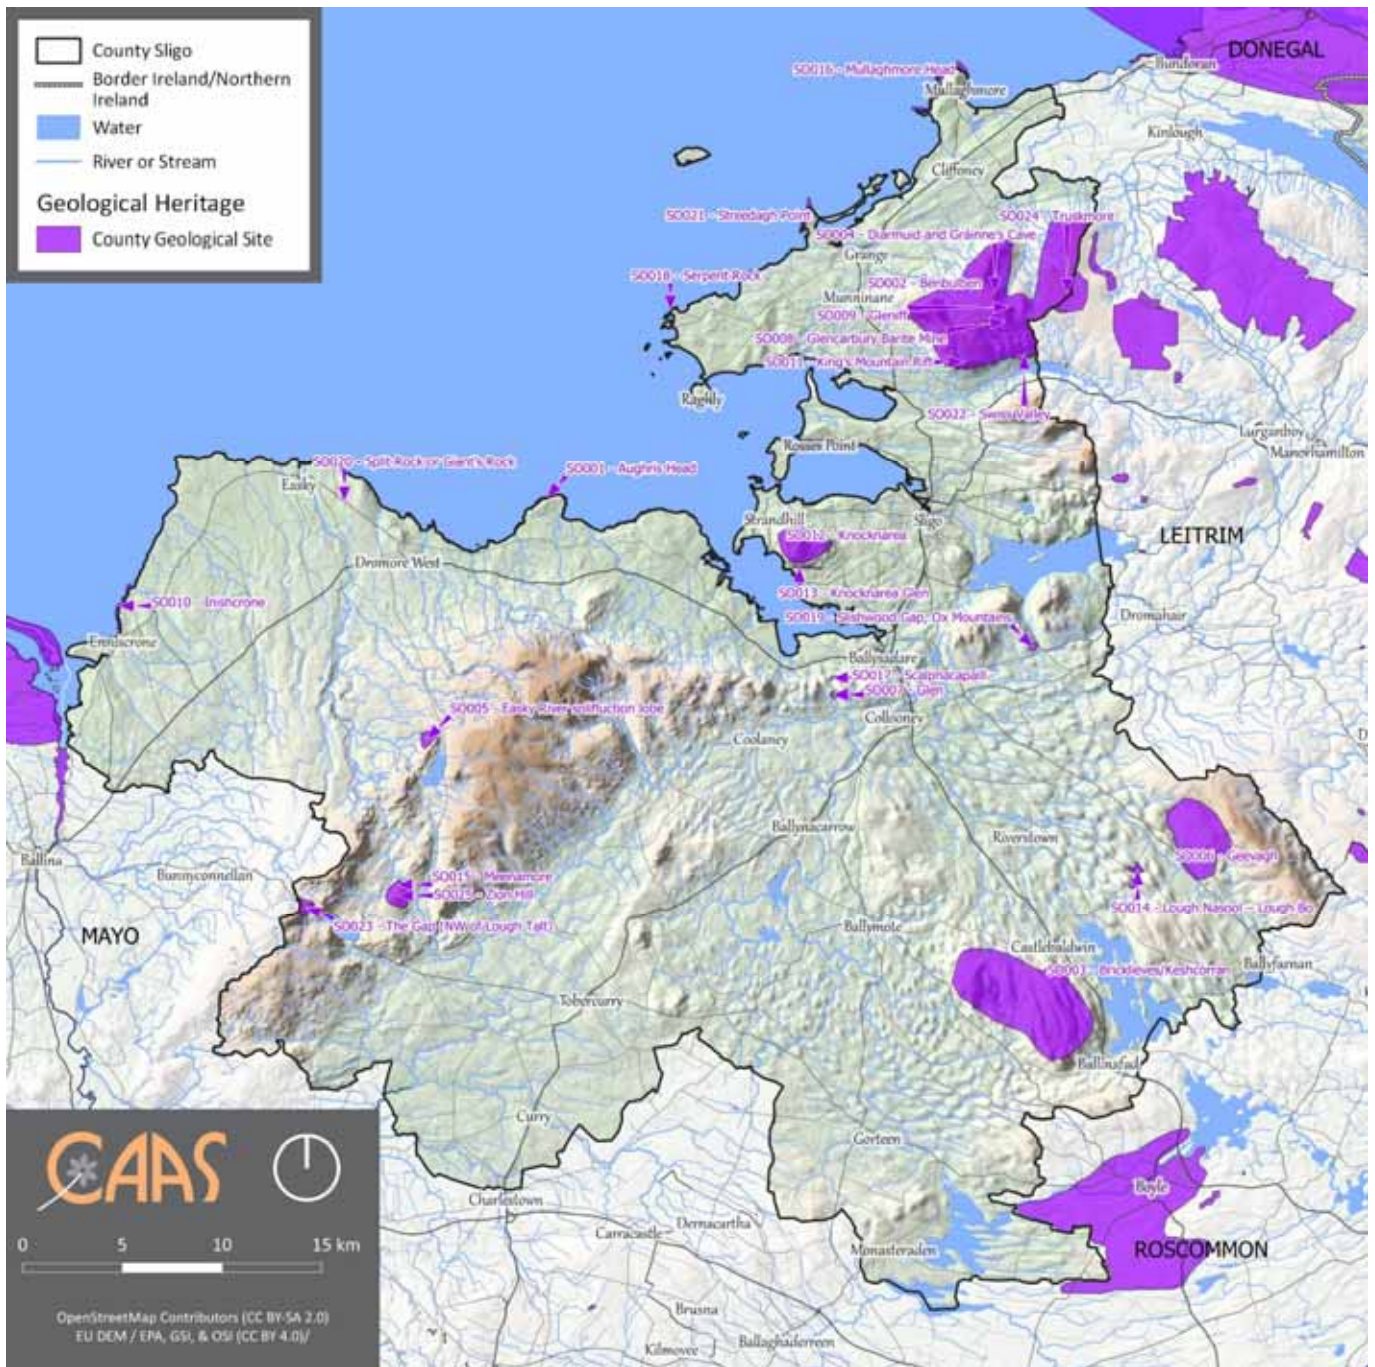 County Sligo
Border Ireland/Northern
Ireland
Water
River or Stream
Geological Heritage
County Geological Site
DONEGAL
Bundoran
SO016 - Mullaghmore Head
Mullaghmore
Kinlough
Cliffoney
SO021 - Streedagh Point
SO024 - Truskmore
SO004 - Diarmuid and Grainne's Cave
Grange
SO018 - Serpent Rock
SO002 - Benbulben
Munninane
SO009 - Gleniff
SO008 - Glencarbury Barite Mine
SO011 - King's Mountain Rift
Raghly
SO022 - Swiss Valley
Lurganboy
Rosses Point
Manorhamilton
SO020 - Split Rock or Giant's Rock
SO001 - Aughris Head
Easky
Strandhill
Sligo
SO012 - Knocknarea
LEITRIM
Dromore West
SO013 - Knocknarea Glen
SO010 - Inishcrone
SO019 - Slishwood Gap, Ox Mountains
Dromahair
Enniscrone
Ballysadare
SO017 - Scalpnacapall
SO007 - Glen
SO005 - Easky River solifluction lobe
Collooney
Coolaney
D
Ballynacarrow
Riverstown
Ballina
SO006 - Geevagh
Bunnyconnellan
SO015 - Meenamore
SO025 - Zion Hill
SO014 - Lough Nasool - Lough Bo
SO023 - The Gap (NW of Lough Talt)
MAYO
Ballymote
Castlebaldwin
Ballyfarnan
SO003 - Bricklieves/Keshcorran
Tobercurry
Ballinafad
Curry
Gorteen
CAAS
Boyle
Charlestown
Dernacartha
Carracastle
0 5 10 15 km
Monasteraden
ROSCOMMON
OpenStreetMap Contributors (CC BY-SA 2.0)
EU DEM / EPA, GSI, & OSI (CC BY 4.0)/
Brusna
Kilmovee
Ballaghaderreen